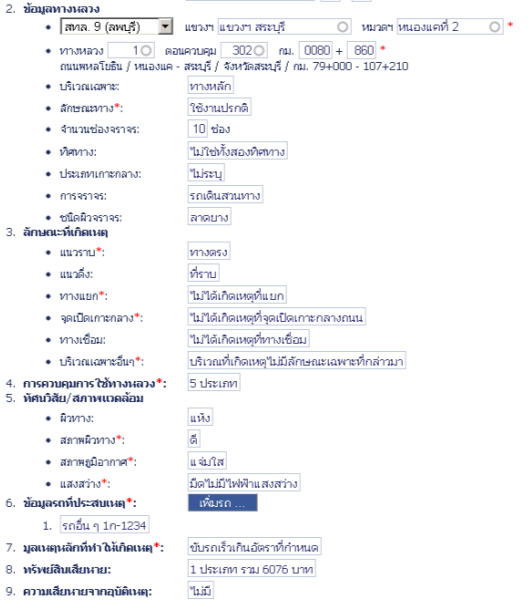 2. ข้อมูลทางหลวง
• สทล. 9 (ลพบุรี) แขวงฯ แขวงฯ สระบุรี หมวดฯ หนองแคที่ 2 *
• ทางหลวง 1 ตอนควบคุม 302 กม. 0080 + 860 *
ถนนพหลโยธิน / หนองแค - สระบุรี / จังหวัดสระบุรี / กม. 79+000 - 107+210
• บริเวณเฉพาะ: ทางหลัก
• ลักษณะทาง*: ใช้งานปรกติ
• จำนวนช่องจราจร: 10 ช่อง
• ทิศทาง: ไม่ใช่ทั้งสองทิศทาง
• ประเภทเกาะกลาง: ไม่ระบุ
• การจราจร: รถเดินสวนทาง
• ชนิดผิวจราจร: ลาดยาง
3. ลักษณะที่เกิดเหตุ
• แนวราบ*: ทางตรง
• แนวดิ่ง: ที่ราบ
• ทางแยก*: ไม่ได้เกิดเหตุที่แยก
• จุดเปิดเกาะกลาง*: ไม่ได้เกิดเหตุที่จุดเปิดเกาะกลางถนน
• ทางเชื่อม: ไม่ได้เกิดเหตุที่ทางเชื่อม
• บริเวณเฉพาะอื่นๆ*: บริเวณที่เกิดเหตุไม่มีลักษณะเฉพาะที่กล่าวมา
4. การควบคุมการใช้ทางหลวง*: 5 ประเภท
5. ทัศนวิสัย/สภาพแวดล้อม
• ผิวทาง: แห้ง
• สภาพผิวทาง*: ดี
• สภาพภูมิอากาศ*: แจ่มใส
• แสงสว่าง*: มืดไม่มีไฟฟ้าแสงสว่าง
6. ข้อมูลรถที่ประสบเหตุ*: เพิ่มรถ ...
1. รถอื่น ๆ 1ก-1234
7. มูลเหตุหลักที่ทำให้เกิดเหตุ*: ขับรถเร็วเกินอัตราที่กำหนด
8. ทรัพย์สินเสียหาย: 1 ประเภท รวม 6076 บาท
9. ความเสียหายจากอุบัติเหตุ: ไม่มี